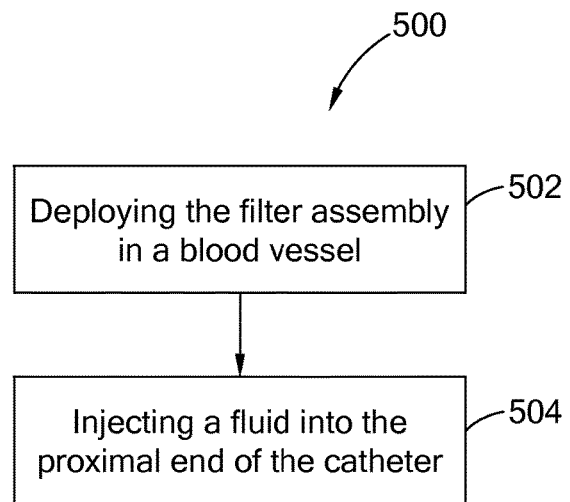 500
Deploying the filter assembly
in a blood vessel
502
Injecting a fluid into the
proximal end of the catheter
504